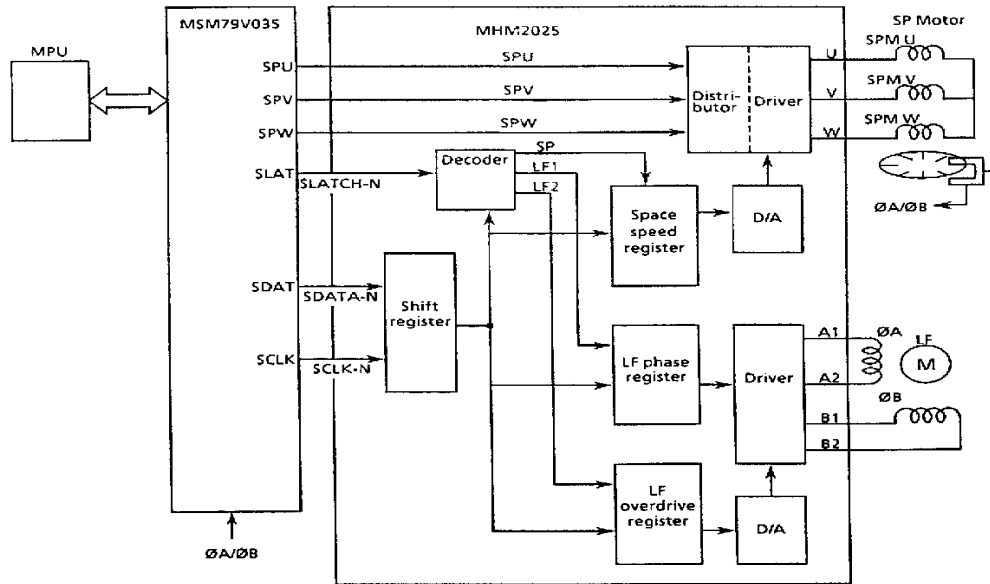 MSM79V035
MHM2025
SP Motor
MPU
SPM U
SPU
SPU
U
SPV
SPV
Distri-
butor
Driver
V
SPM V
SPW
SPW
W
SPM W
Decoder
SP
LF1
LF2
SLAT
SLATCH-N
Space
speed
register
D/A
ØA/ØB
SDAT
SDATA-N
Shift
register
SCLK
SCLK-N
LF phase
register
Driver
A1
ØA
LF
M
A2
ØB
B1
B2
LF
overdrive
register
D/A
ØA/ØB